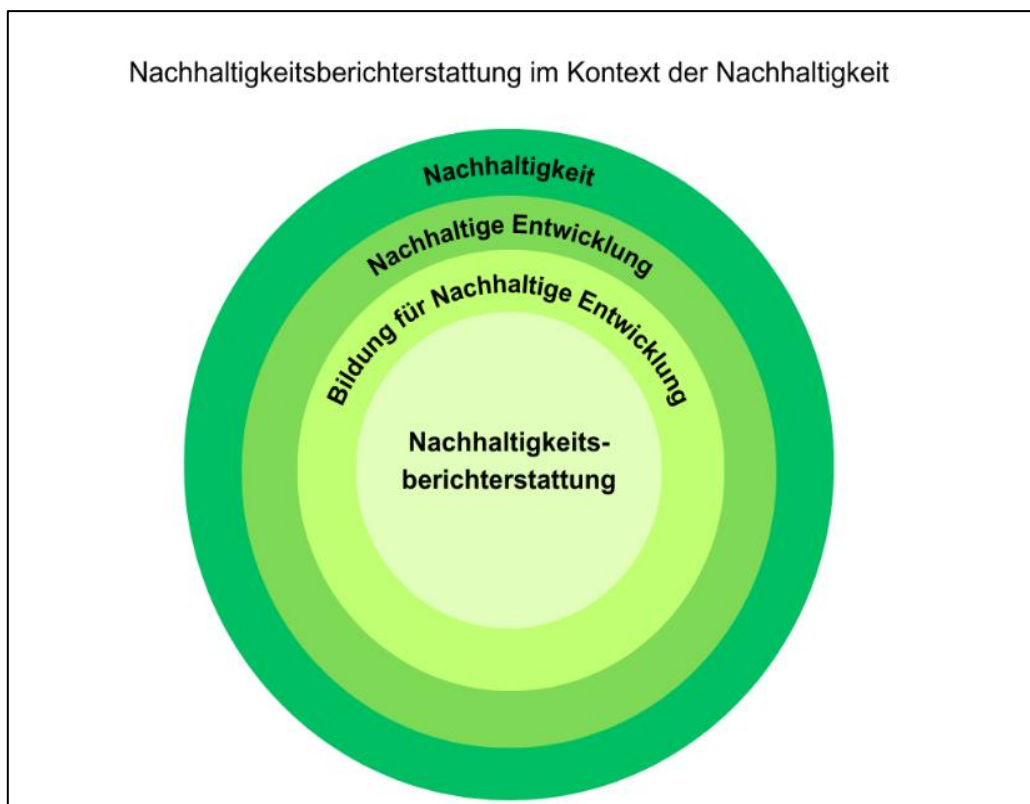 Nachhaltigkeitsberichterstattung im Kontext der Nachhaltigkeit
Nachhaltigkeit
Nachhaltige Entwicklung
Bildung für Nachhaltige Entwicklung
Nachhaltigkeits-
berichterstattung